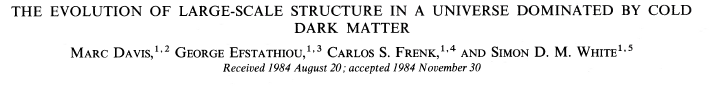 THE EVOLUTION OF LARGE-SCALE STRUCTURE IN A UNIVERSE DOMINATED BY COLD
DARK MATTER
MARC DAVIS,1,2 GEORGE EFSTATHIOU,1,3 CARLOS S. FRENK,1,4 AND SIMON D. M. WHITE1,5
Received 1984 August 20; accepted 1984 November 30